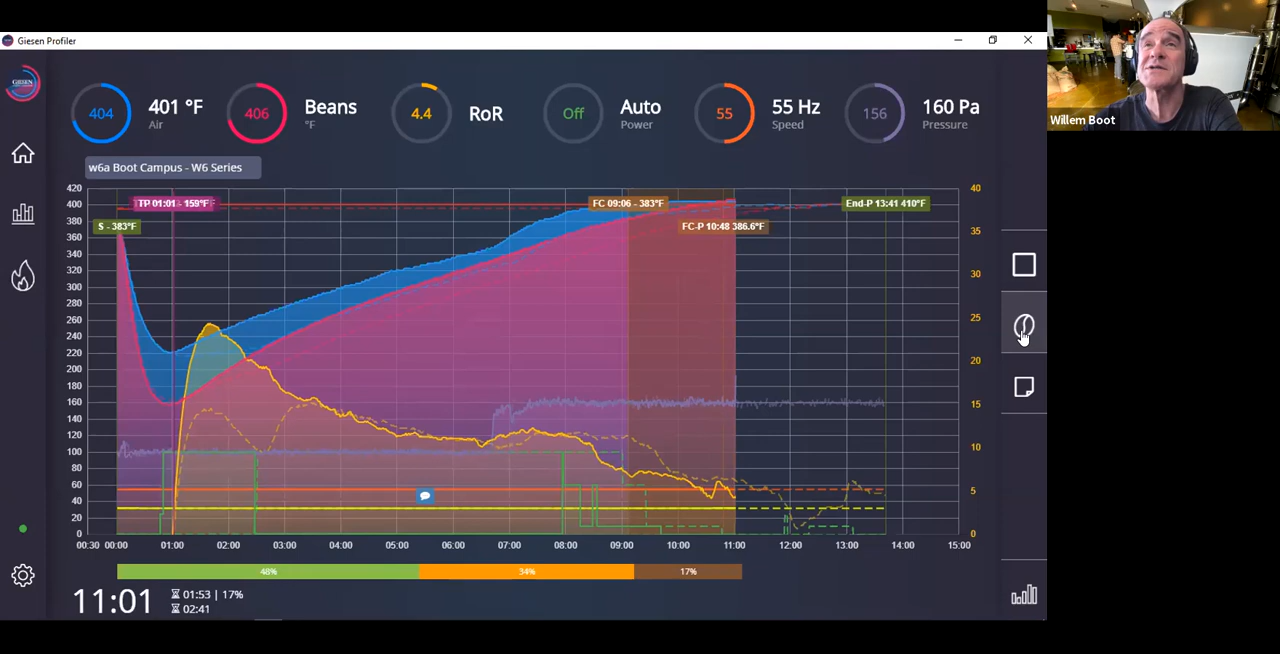 Giesen Profiler
GIESEN
404 401 °F Air
406 Beans °F
4.4 RoR
Off Auto Power
55 55 Hz Speed
156 160 Pa Pressure
w6a Boot Campus - W6 Series
Willem Boot
420 40
400 TP 01:01 - 159°F FC 09:06 - 383°F End-P 13:41 410°F
380 S - 383°F FC-P 10:48 386.6°F 35
360
340
320
300 30
280
260
240 25
220
200 20
180
160 15
140
120
100 10
80
60
40 5
20
0 0
00:30 00:00 01:00 02:00 03:00 04:00 05:00 06:00 07:00 08:00 09:00 10:00 11:00 12:00 13:00 14:00 15:00
48% 34% 17%
11:01 01:53 | 17%
02:41